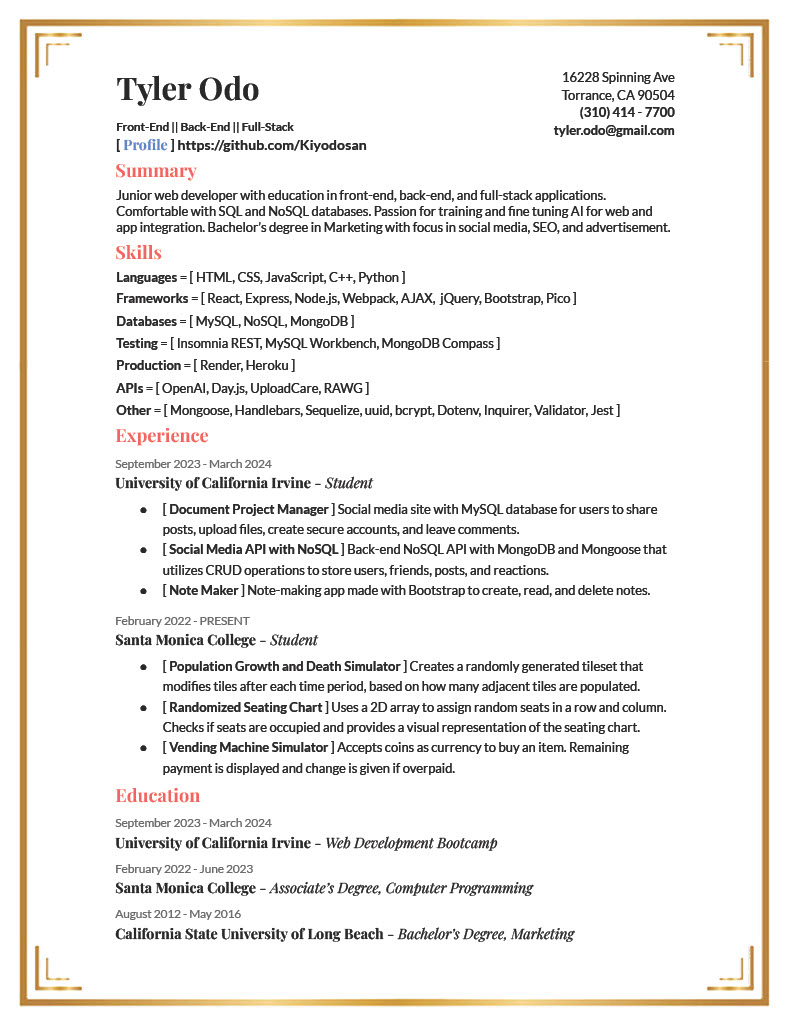 Tyler Odo
16228 Spinning Ave
Torrance, CA 90504
(310) 414 - 7700
tyler.odo@gmail.com
Front-End || Back-End || Full-Stack
[ Profile ] https://github.com/Kiyodosan
Summary
Junior web developer with education in front-end, back-end, and full-stack applications.
Comfortable with SQL and NoSQL databases. Passion for training and fine tuning AI for web and
app integration. Bachelor's degree in Marketing with focus in social media, SEO, and advertisement.
Skills
Languages = [ HTML, CSS, JavaScript, C++, Python ]
Frameworks = [ React, Express, Node.js, Webpack, AJAX, jQuery, Bootstrap, Pico ]
Databases = [ MySQL, NoSQL, MongoDB ]
Testing = [ Insomnia REST, MySQL Workbench, MongoDB Compass ]
Production = [ Render, Heroku ]
APIs = [ OpenAI, Day.js, UploadCare, RAWG ]
Other = [ Mongoose, Handlebars, Sequelize, uuid, bcrypt, Dotenv, Inquirer, Validator, Jest ]
Experience
September 2023 - March 2024
University of California Irvine – Student
● [ Document Project Manager ] Social media site with MySQL database for users to share
posts, upload files, create secure accounts, and leave comments.
● [ Social Media API with NoSQL ] Back-end NoSQL API with MongoDB and Mongoose that
utilizes CRUD operations to store users, friends, posts, and reactions.
● [ Note Maker ] Note-making app made with Bootstrap to create, read, and delete notes.
February 2022 - PRESENT
Santa Monica College – Student
● [ Population Growth and Death Simulator ] Creates a randomly generated tileset that
modifies tiles after each time period, based on how many adjacent tiles are populated.
● [ Randomized Seating Chart ] Uses a 2D array to assign random seats in a row and column.
Checks if seats are occupied and provides a visual representation of the seating chart.
● [ Vending Machine Simulator ] Accepts coins as currency to buy an item. Remaining
payment is displayed and change is given if overpaid.
Education
September 2023 - March 2024
University of California Irvine – Web Development Bootcamp
February 2022 - June 2023
Santa Monica College – Associate's Degree, Computer Programming
August 2012 - May 2016
California State University of Long Beach – Bachelor's Degree, Marketing